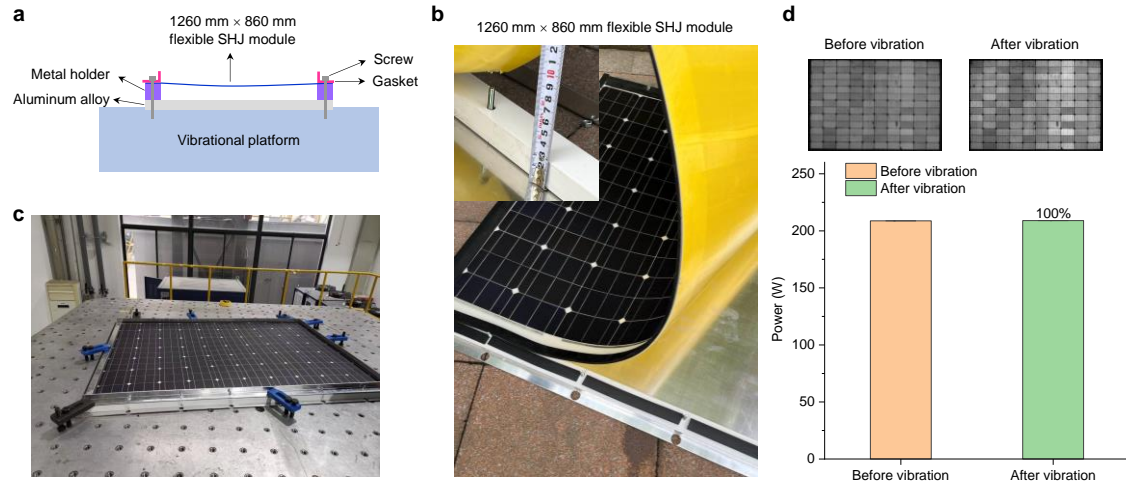 a
1260 mm × 860 mm
flexible SHJ module
Metal holder
Screw
Gasket
Aluminum alloy
Vibrational platform
b
1260 mm × 860 mm flexible SHJ module
c
d
Before vibration
After vibration
Before vibration
After vibration
100%
250
200
150
100
50
0
Power (W)
Before vibration
After vibration